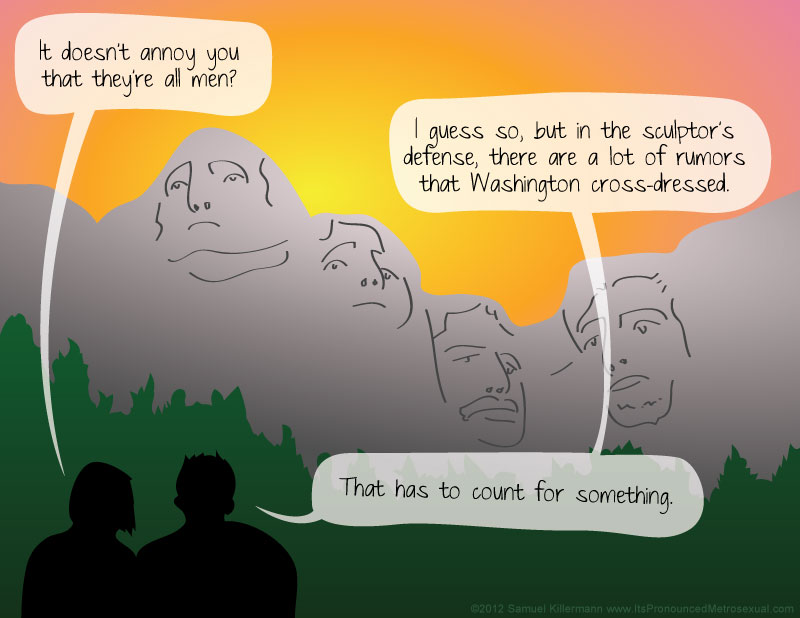 It doesn't annoy you
that they're all men?
I guess so, but in the sculptor's
defense, there are a lot of rumors
that Washington cross-dressed.
That has to count for something.
©2012 Samuel Killermann www.ItsPronouncedMetrosexual.com